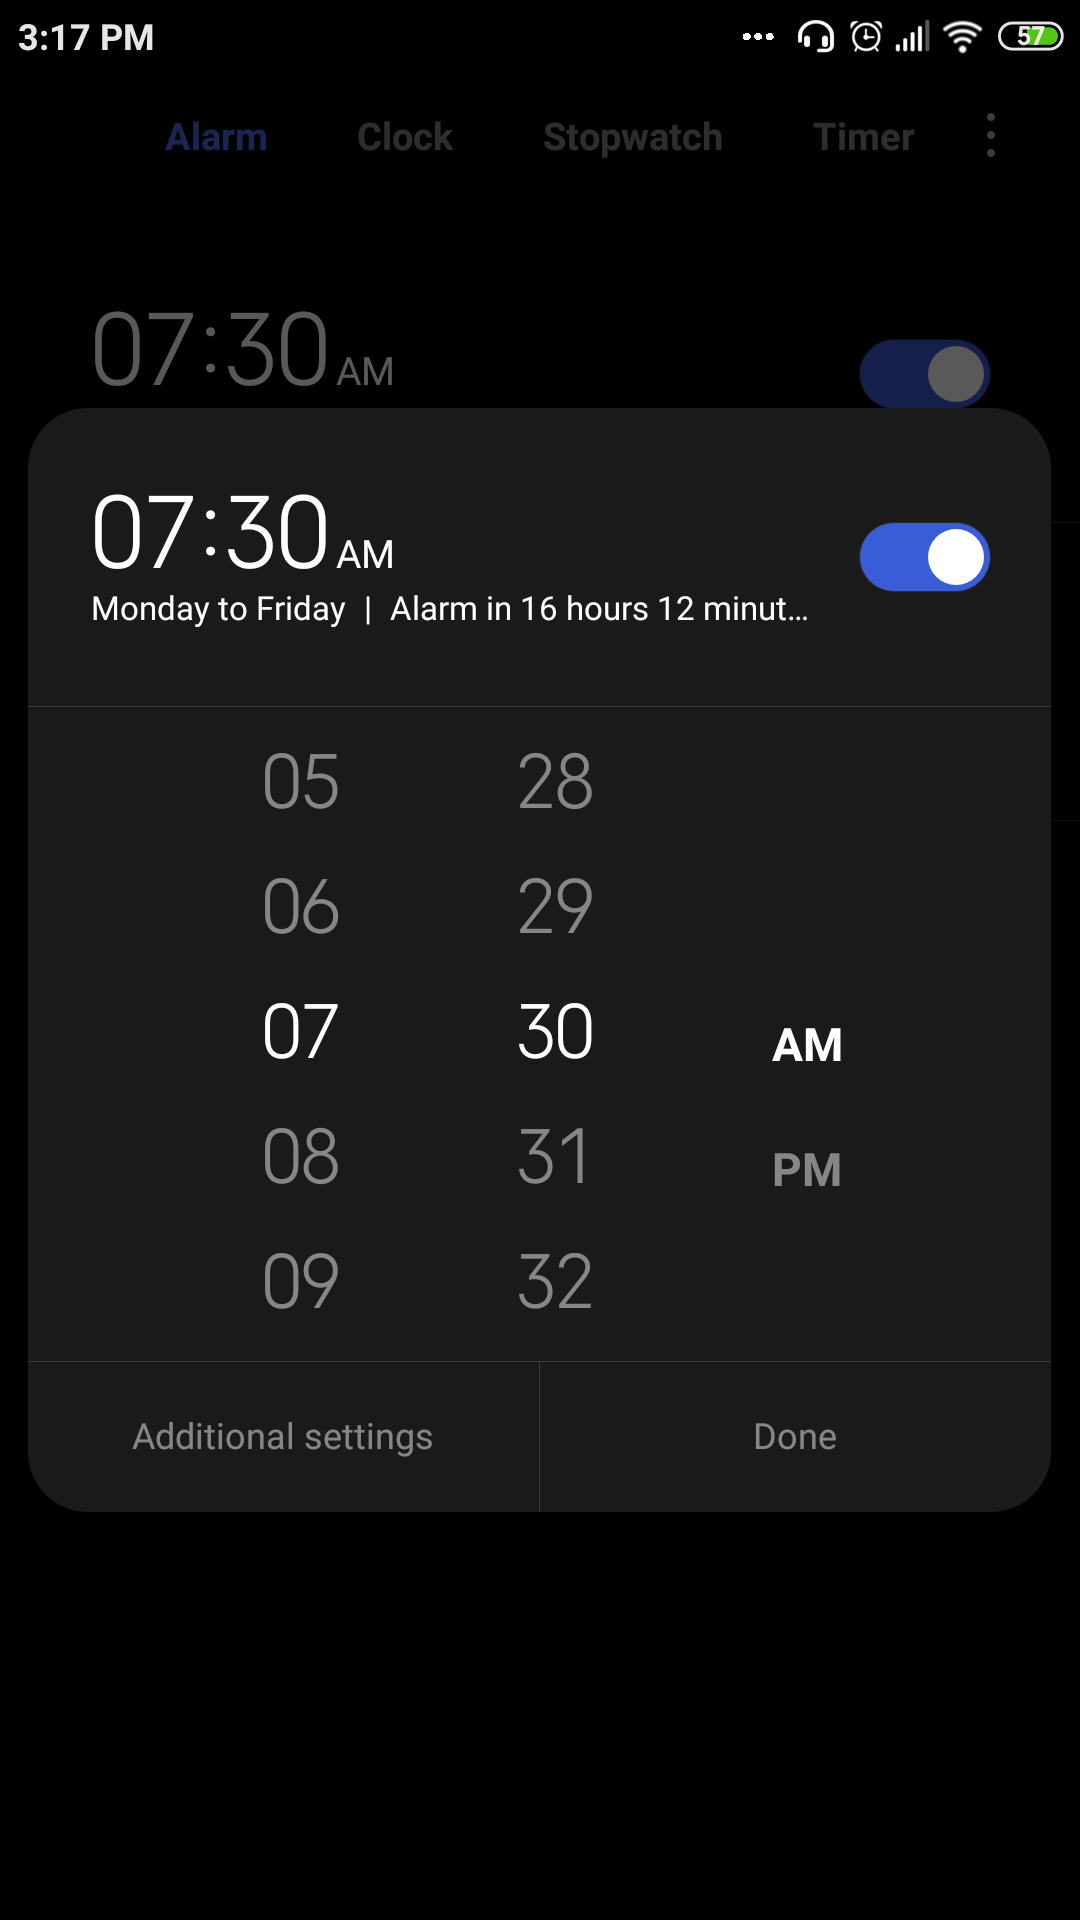 3:17 PM ... 57
Alarm Clock Stopwatch Timer
07:30 AM
07:30 AM
Monday to Friday | Alarm in 16 hours 12 minut...
05 28
06 29
07 30 AM
08 31 PM
09 32
Additional settings Done